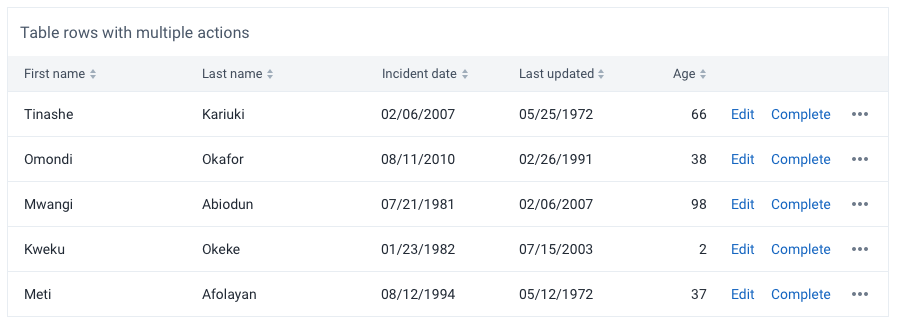 Table rows with multiple actions
First name Last name Incident date Last updated Age
Tinashe Kariuki 02/06/2007 05/25/1972 66 Edit Complete
Omondi Okafor 08/11/2010 02/26/1991 38 Edit Complete
Mwangi Abiodun 07/21/1981 02/06/2007 98 Edit Complete
Kweku Okeke 01/23/1982 07/15/2003 2 Edit Complete
Meti Afolayan 08/12/1994 05/12/1972 37 Edit Complete